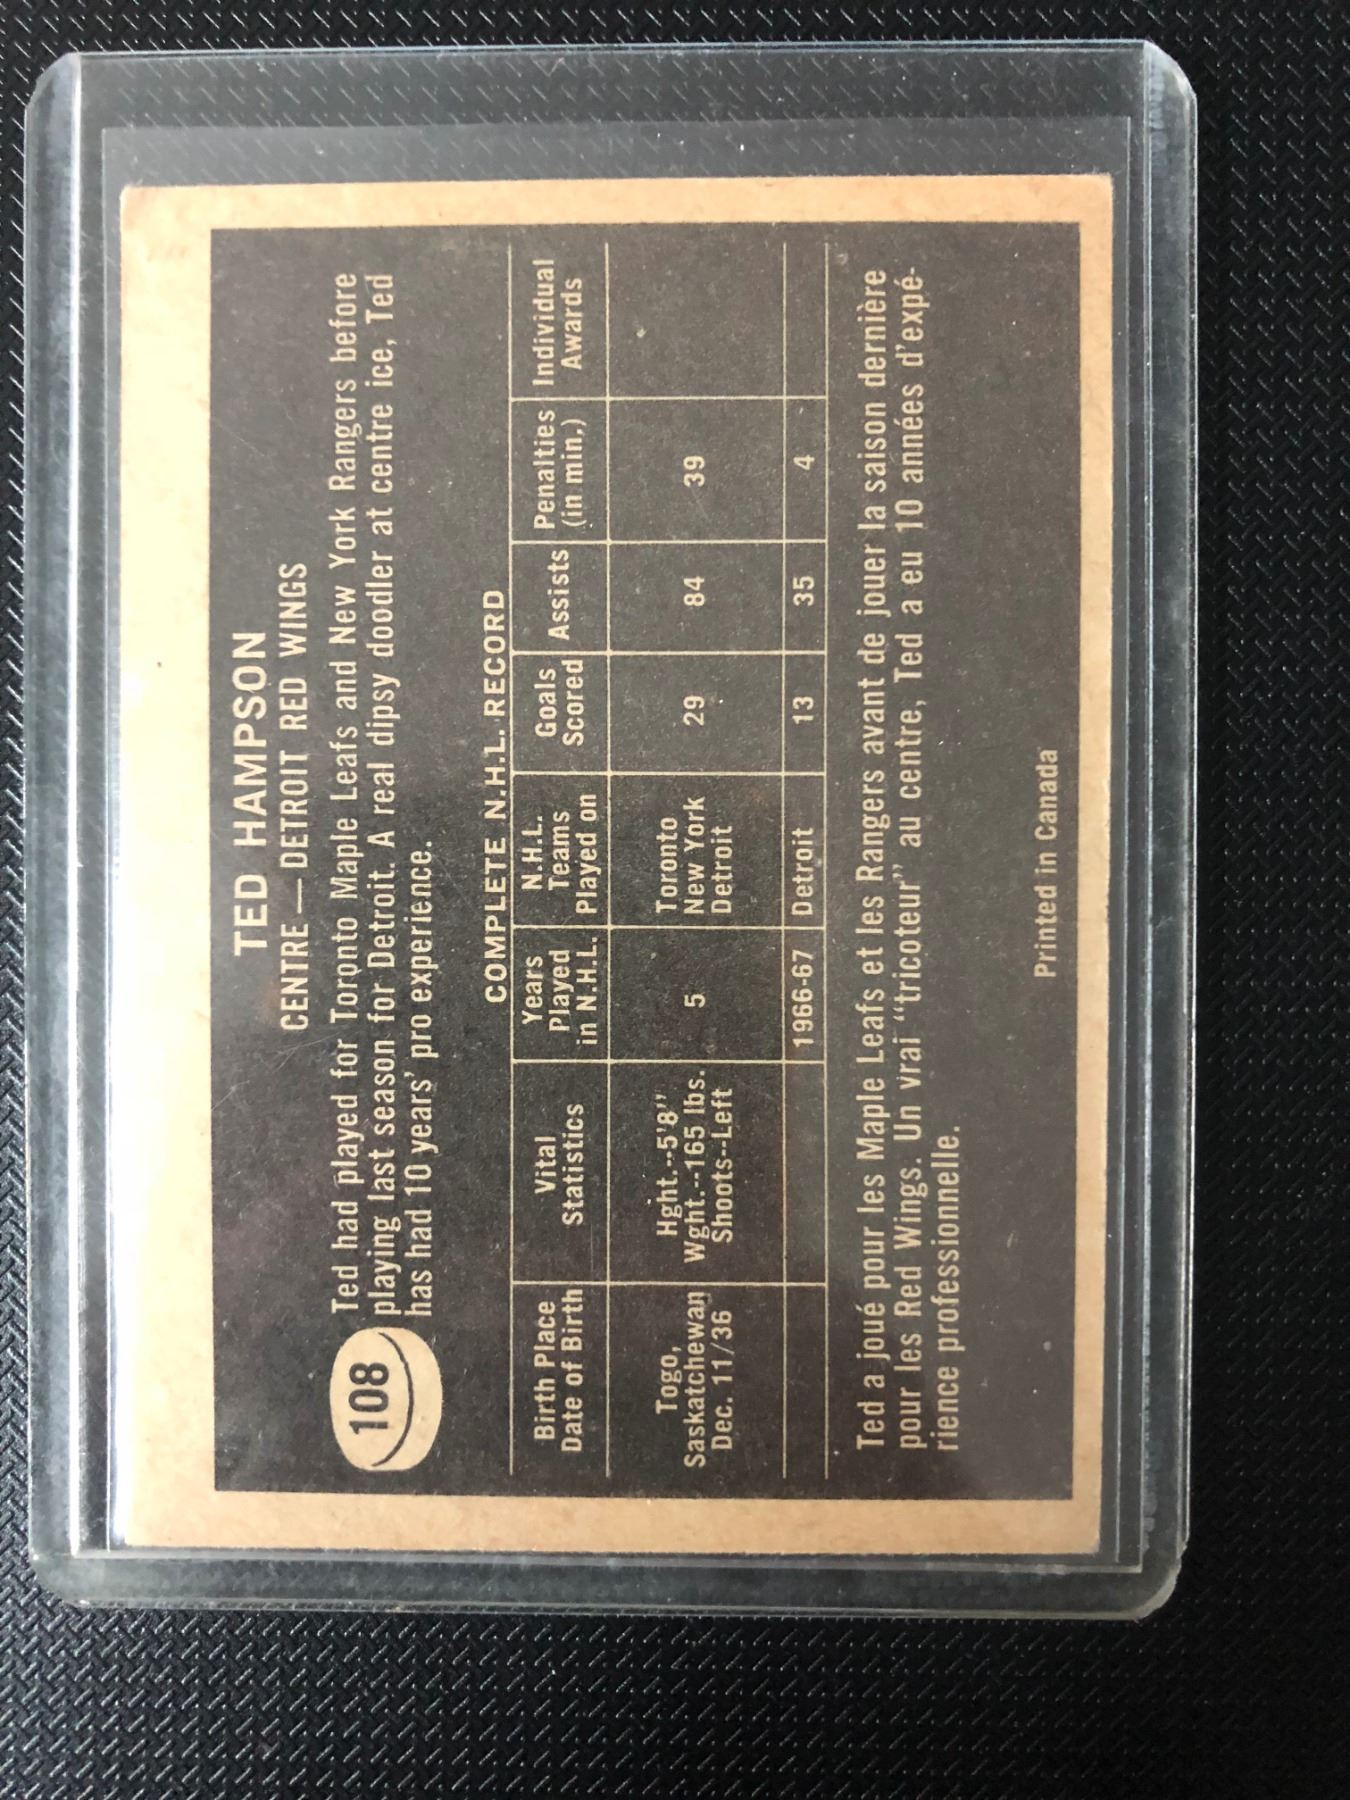 TED HAMPSON
CENTRE—DETROIT RED WINGS
108
Ted had played for Toronto Maple Leafs and New York Rangers before
playing last season for Detroit. A real dipsy doodler at centre ice, Ted
has had 10 years' pro experience.
COMPLETE N.H.L. RECORD
Birth Place
Date of Birth
Vital
Statistics
Years
Played
in N.H.L.
N.H.L.
Teams
Played on
Goals
Scored
Assists
Penalties
(in min.)
Individual
Awards
Togo,
Saskatchewan
Dec. 11/36
Hght.--5'8"
Wght.--165 lbs.
Shoots--Left
5
Toronto
New York
Detroit
29
84
39
1966-67
Detroit
13
35
4
Ted a joué pour les Maple Leafs et les Rangers avant de jouer la saison dernière
pour les Red Wings. Un vrai "tricoteur" au centre, Ted a eu 10 années d'expé-
rience professionnelle.
Printed in Canada